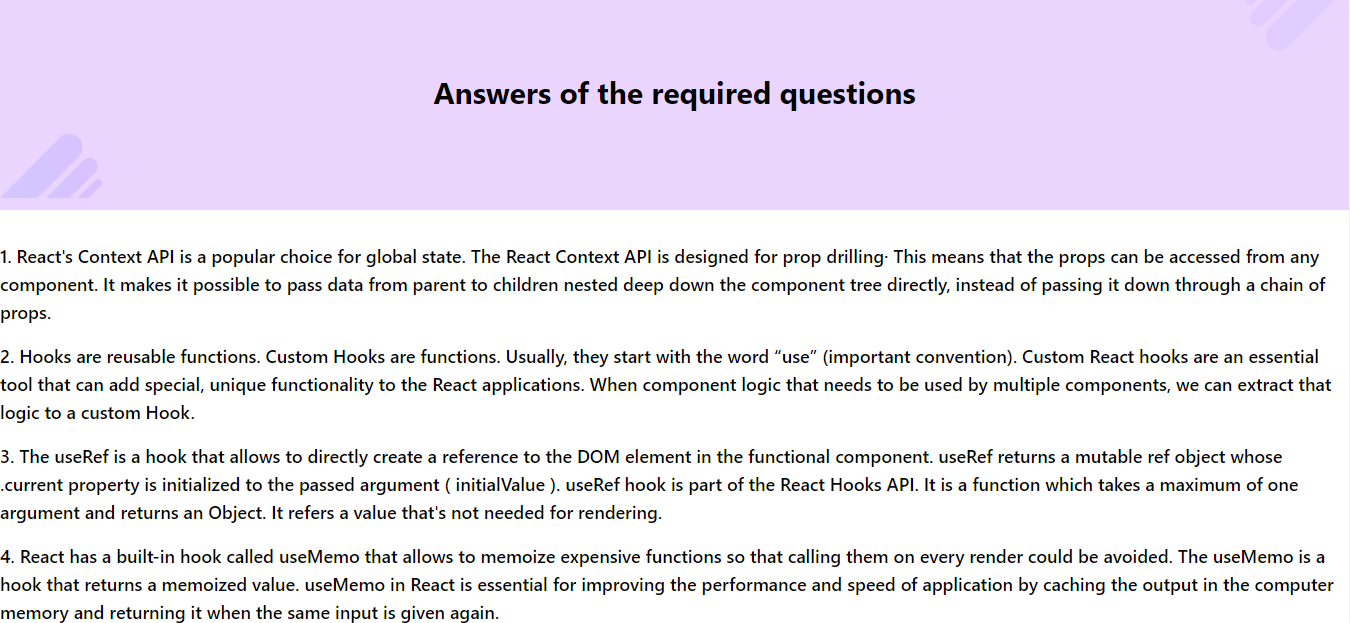 Answers of the required questions
1. React's Context API is a popular choice for global state. The React Context API is designed for prop drilling· This means that the props can be accessed from any
component. It makes it possible to pass data from parent to children nested deep down the component tree directly, instead of passing it down through a chain of
props.
2. Hooks are reusable functions. Custom Hooks are functions. Usually, they start with the word “use” (important convention). Custom React hooks are an essential
tool that can add special, unique functionality to the React applications. When component logic that needs to be used by multiple components, we can extract that
logic to a custom Hook.
3. The useRef is a hook that allows to directly create a reference to the DOM element in the functional component. useRef returns a mutable ref object whose
.current property is initialized to the passed argument ( initialValue ). useRef hook is part of the React Hooks API. It is a function which takes a maximum of one
argument and returns an Object. It refers a value that's not needed for rendering.
4. React has a built-in hook called useMemo that allows to memoize expensive functions so that calling them on every render could be avoided. The useMemo is a
hook that returns a memoized value. useMemo in React is essential for improving the performance and speed of application by caching the output in the computer
memory and returning it when the same input is given again.